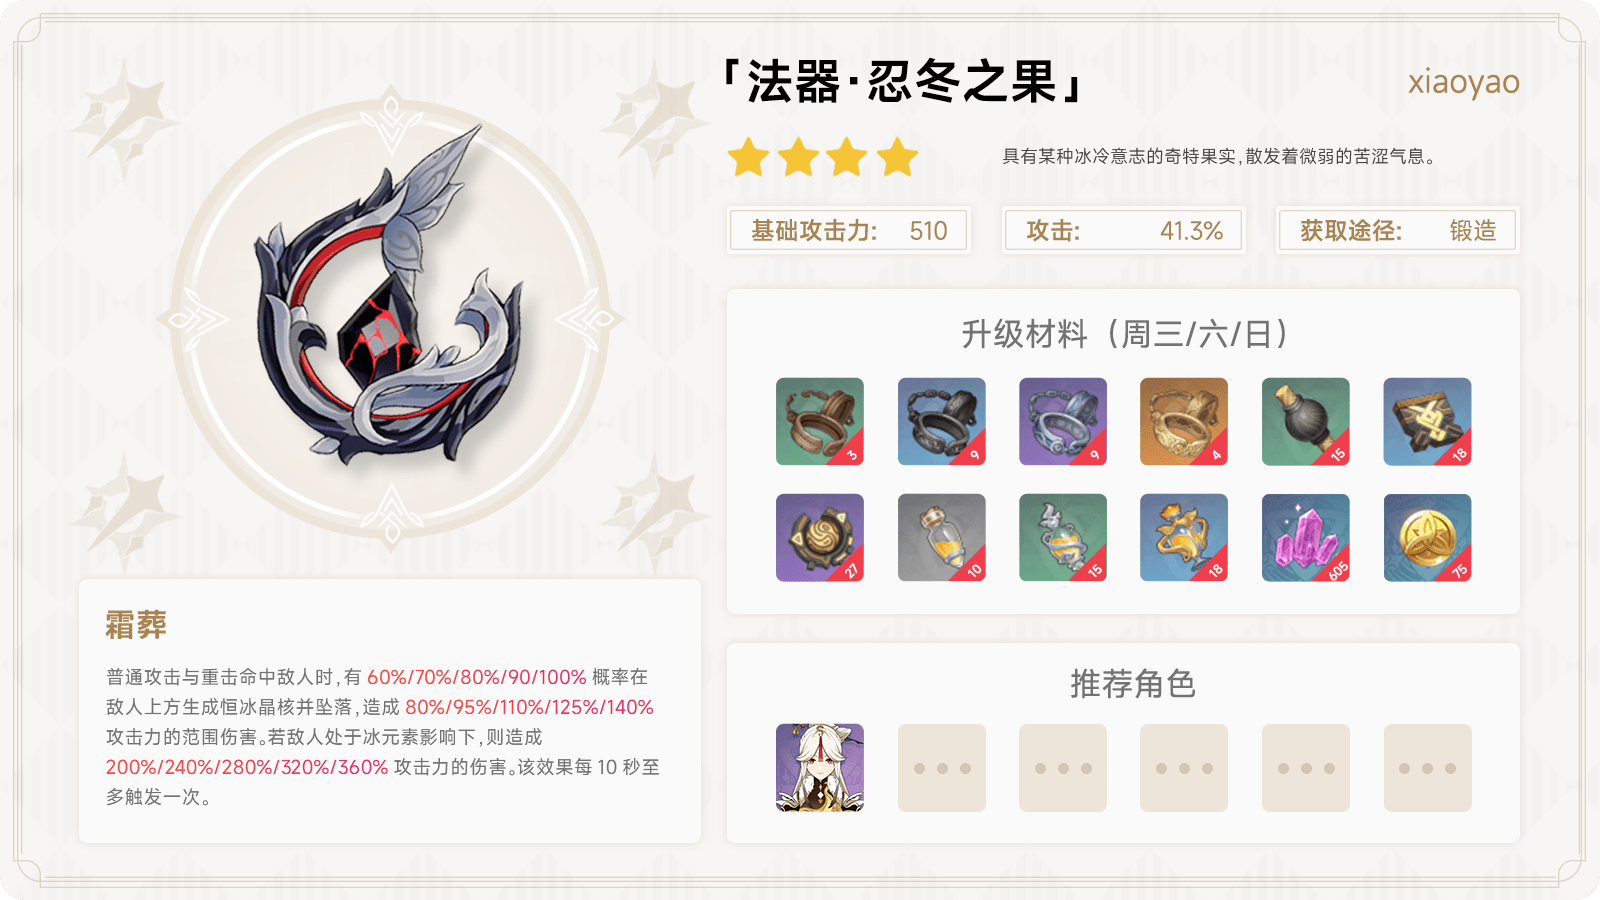 「法器·忍冬之果」
xiaoyao
具有某种冰冷意志的奇特果实,散发着微弱的苦涩气息。
基础攻击力: 510
攻击: 41.3%
获取途径: 锻造
升级材料（周三/六/日）
3
9
9
4
15
18
27
10
15
18
605
75
霜葬
普通攻击与重击命中敌人时,有 60%/70%/80%/90/100% 概率在
敌人上方生成恒冰晶核并坠落,造成 80%/95%/110%/125%/140%
攻击力的范围伤害。若敌人处于冰元素影响下,则造成
200%/240%/280%/320%/360% 攻击力的伤害。该效果每 10 秒至
多触发一次。
推荐角色